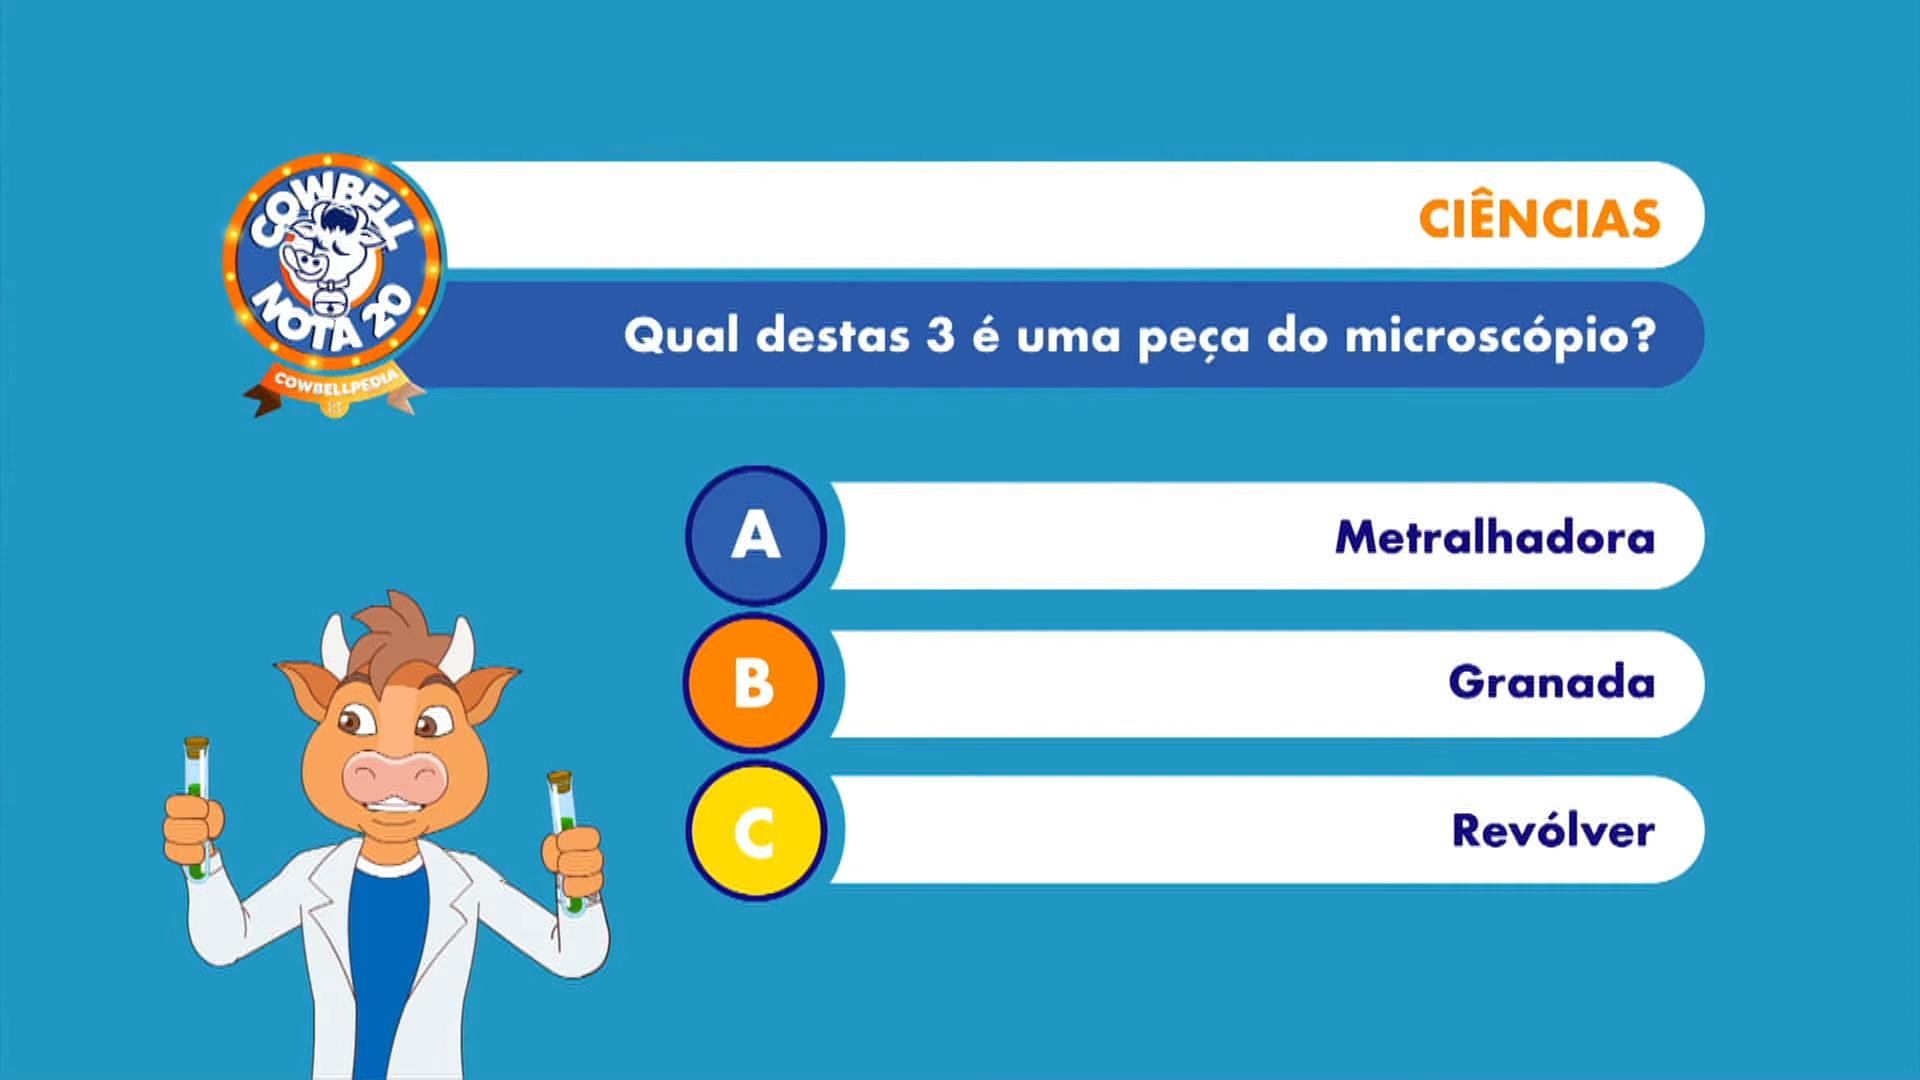 COWBELL
NOTA 20
COWBELLPEDIA
CIÊNCIAS
Qual destas 3 é uma peça do microscópio?
A Metralhadora
B Granada
C Revólver